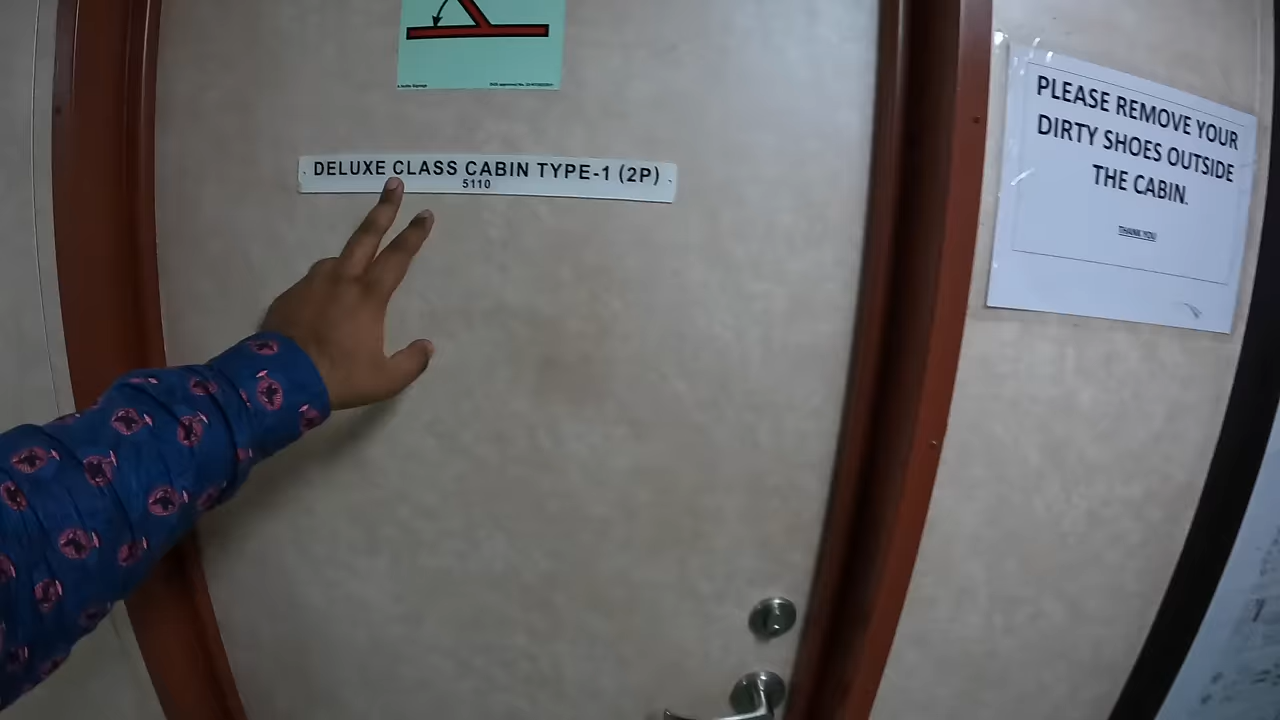 DELUXE CLASS CABIN TYPE-1 (2P)
5110
PLEASE REMOVE YOUR
DIRTY SHOES OUTSIDE
THE CABIN.
THANK YOU